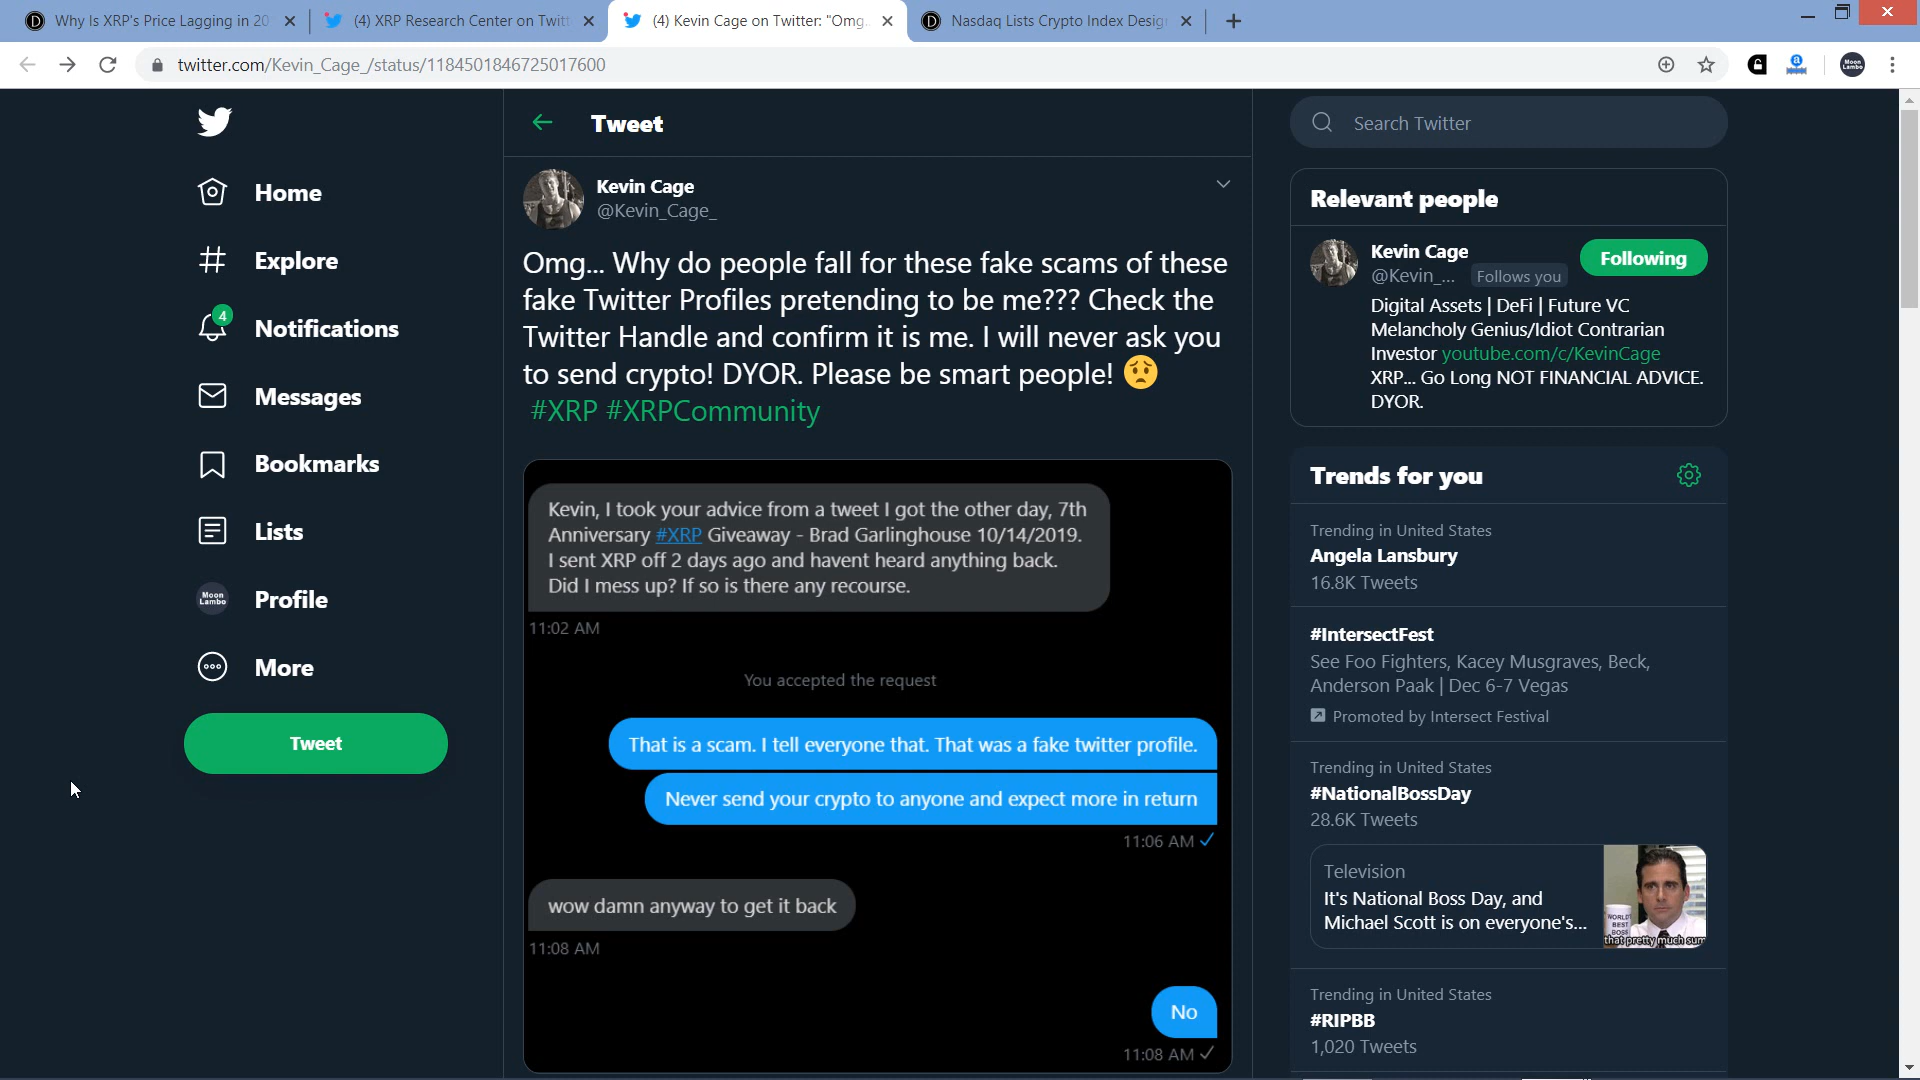 Why Is XRP's Price Lagging in 20
(4) XRP Research Center on Twitt
(4) Kevin Cage on Twitter: "Omg..
Nasdaq Lists Crypto Index Desig
twitter.com/Kevin_Cage_/status/1184501846725017600
Home
Explore
4
Notifications
Messages
Bookmarks
Lists
Moon
Lambo
Profile
More
Tweet
Tweet
Kevin Cage
@Kevin_Cage_
Omg... Why do people fall for these fake scams of these
fake Twitter Profiles pretending to be me??? Check the
Twitter Handle and confirm it is me. I will never ask you
to send crypto! DYOR. Please be smart people! 😟
#XRP #XRPCommunity
Kevin, I took your advice from a tweet I got the other day, 7th
Anniversary #XRP Giveaway - Brad Garlinghouse 10/14/2019.
I sent XRP off 2 days ago and havent heard anything back.
Did I mess up? If so is there any recourse.
11:02 AM
You accepted the request
That is a scam. I tell everyone that. That was a fake twitter profile.
Never send your crypto to anyone and expect more in return
11:06 AM ✓
wow damn anyway to get it back
11:08 AM
No
11:08 AM ✓
Search Twitter
Relevant people
Kevin Cage
@Kevin_... Follows you
Following
Digital Assets | DeFi | Future VC
Melancholy Genius/Idiot Contrarian
Investor youtube.com/c/KevinCage
XRP... Go Long NOT FINANCIAL ADVICE.
DYOR.
Trends for you
Trending in United States
Angela Lansbury
16.8K Tweets
#IntersectFest
See Foo Fighters, Kacey Musgraves, Beck,
Anderson Paak | Dec 6-7 Vegas
Promoted by Intersect Festival
Trending in United States
#NationalBossDay
28.6K Tweets
Television
It's National Boss Day, and
Michael Scott is on everyone's...
WORLD'S
BEST
BOSS
that pretty much sum
Trending in United States
#RIPBB
1,020 Tweets